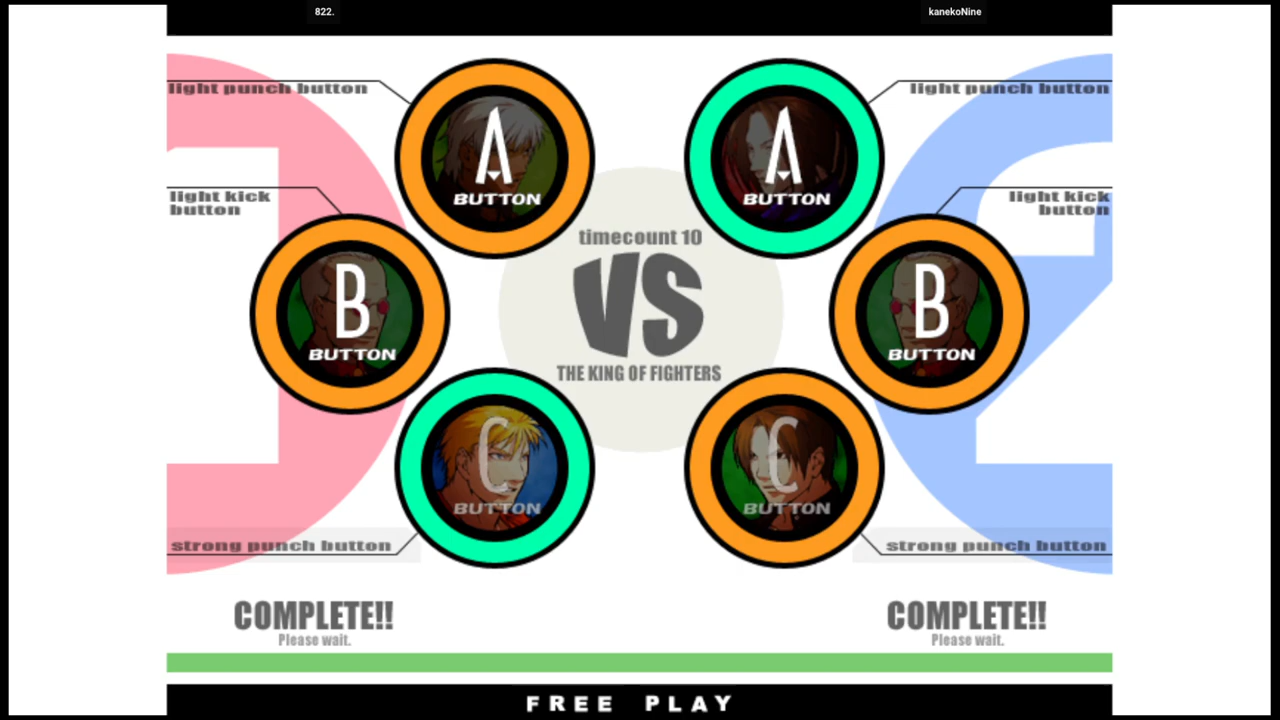 822.
kanekoNine
light punch button
A
BUTTON
A
BUTTON
light punch button
light kick
button
B
BUTTON
timecount 10
VS
THE KING OF FIGHTERS
B
BUTTON
light kick
button
1
2
C
BUTTON
C
BUTTON
strong punch button
strong punch button
COMPLETE!!
Please wait.
COMPLETE!!
Please wait.
FREE PLAY